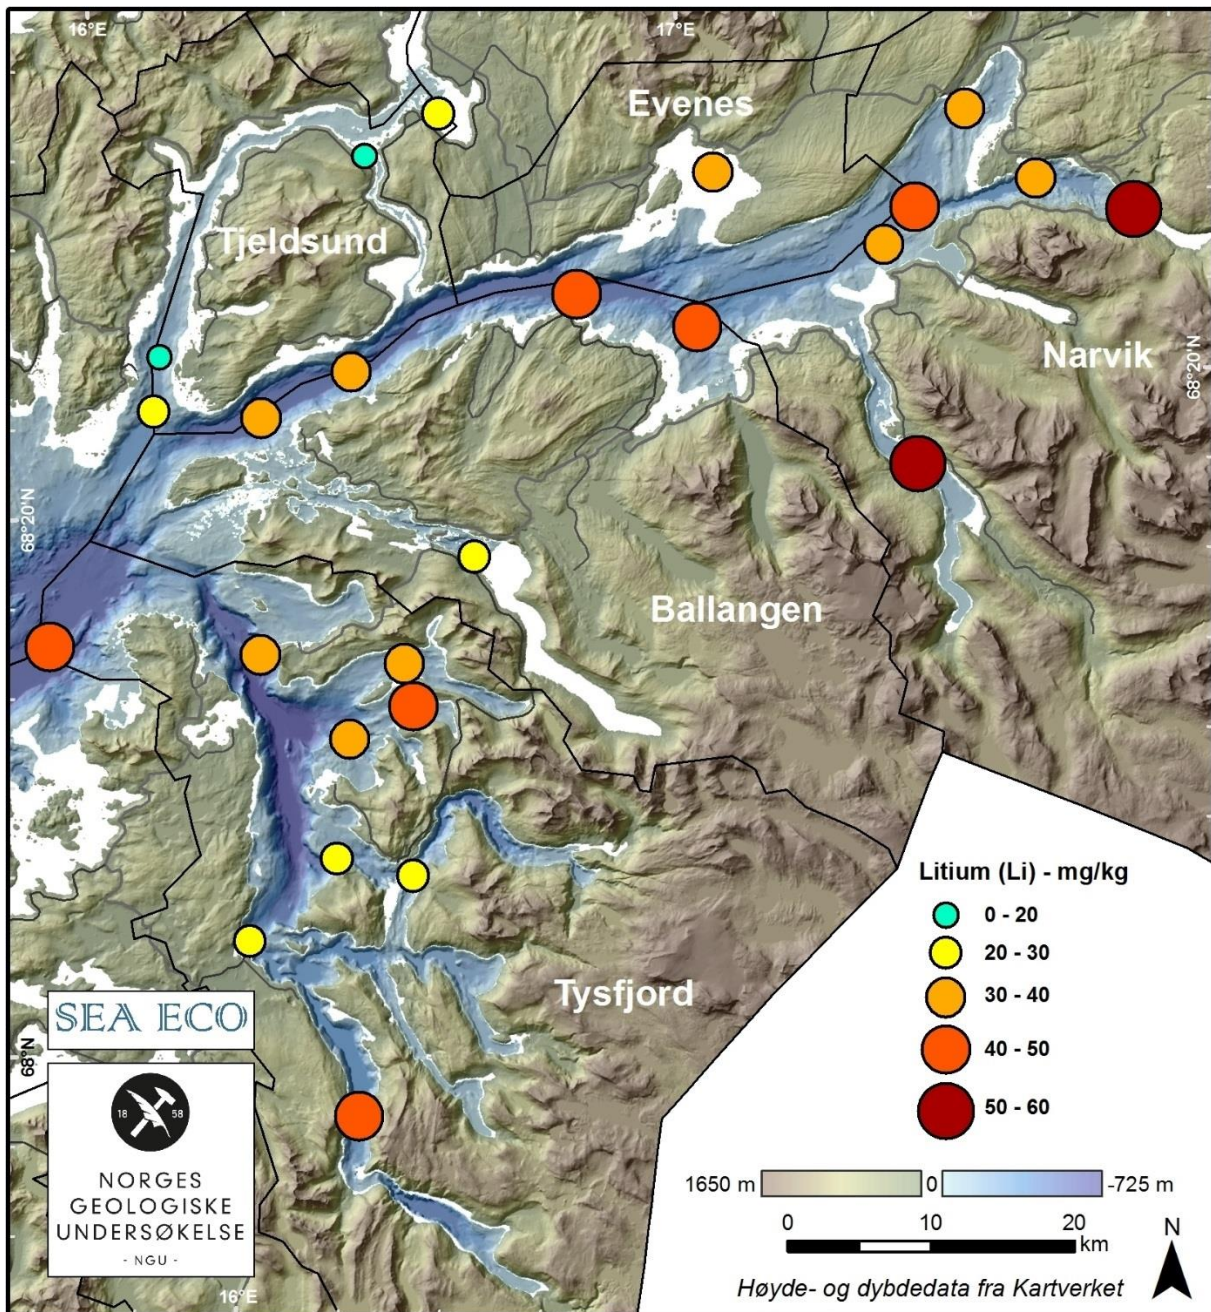 16°E
17°E
Evenes
Tjeldsund
Narvik
68°20'N
68°20'N
Ballangen
Tysfjord
68°N
16°E
SEA ECO
18 58
NORGES
GEOLOGISKE
UNDERSØKELSE
- NGU -
Litium (Li) - mg/kg
0 - 20
20 - 30
30 - 40
40 - 50
50 - 60
1650 m 0 -725 m
0 10 20
km
N
Høyde- og dybdedata fra Kartverket